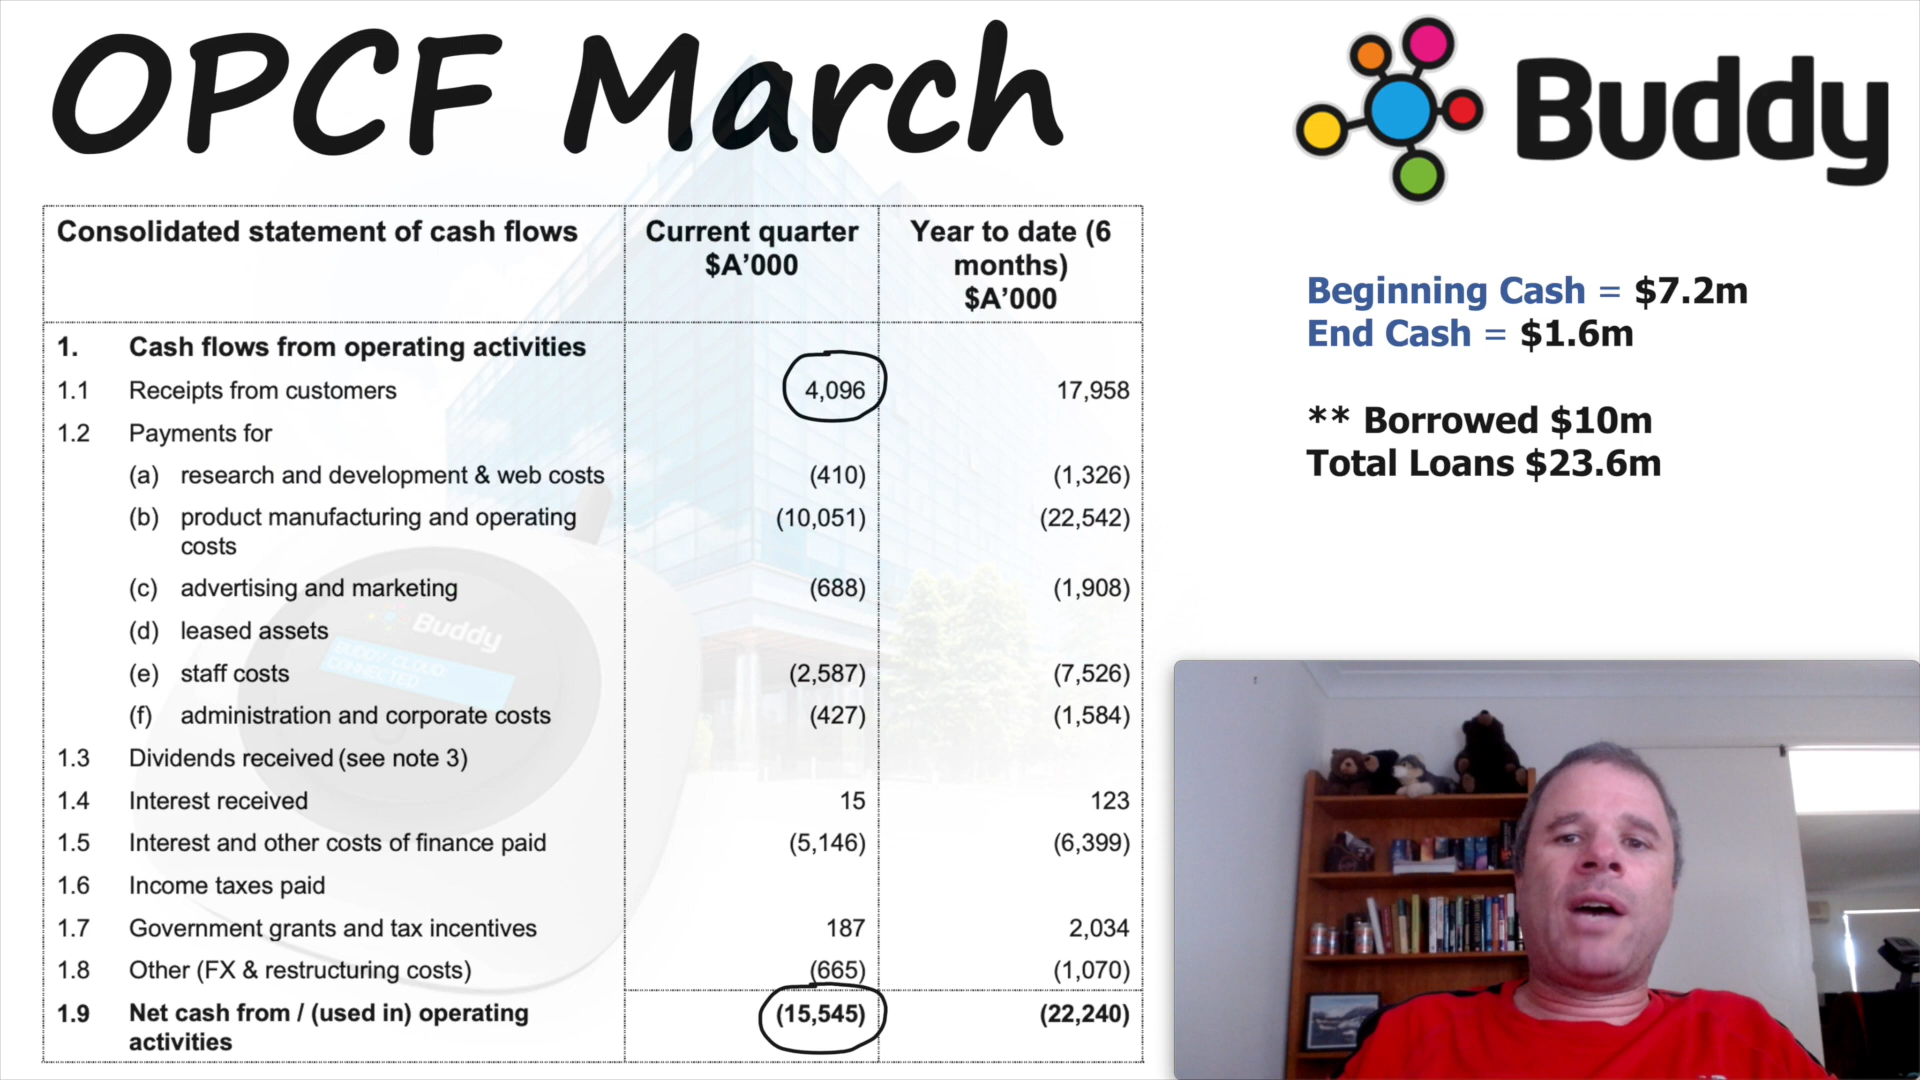 OPCF March
Buddy
Consolidated statement of cash flows
Current quarter
$A’000
Year to date (6
months)
$A’000
1. Cash flows from operating activities
1.1 Receipts from customers 4,096 17,958
1.2 Payments for
(a) research and development & web costs (410) (1,326)
(b) product manufacturing and operating (10,051) (22,542)
costs
(c) advertising and marketing (688) (1,908)
(d) leased assets
(e) staff costs (2,587) (7,526)
(f) administration and corporate costs (427) (1,584)
1.3 Dividends received (see note 3)
1.4 Interest received 15 123
1.5 Interest and other costs of finance paid (5,146) (6,399)
1.6 Income taxes paid
1.7 Government grants and tax incentives 187 2,034
1.8 Other (FX & restructuring costs) (665) (1,070)
1.9 Net cash from / (used in) operating (15,545) (22,240)
activities
Beginning Cash = $7.2m
End Cash = $1.6m
** Borrowed $10m
Total Loans $23.6m
Buddy
BUDDY CLOUD:
CONNECTED